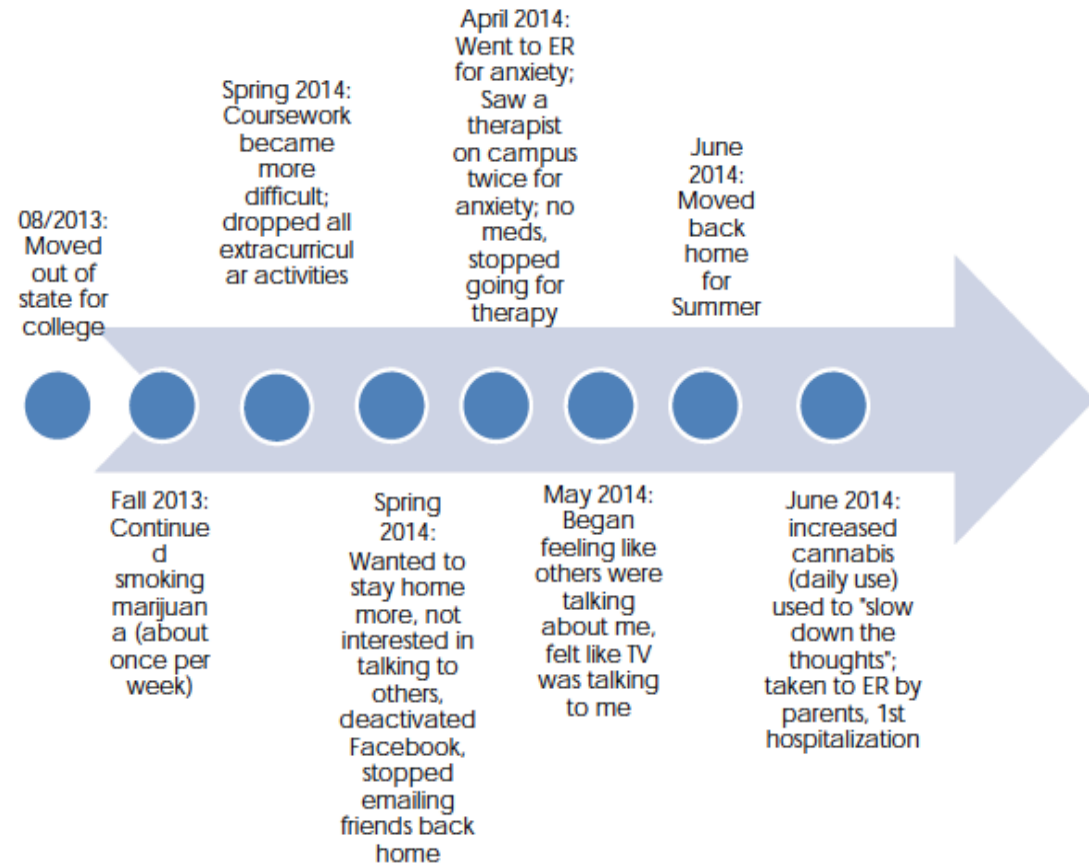 08/2013:
Moved
out of
state for
college
Fall 2013:
Continue
d
smoking
marijuan
a (about
once per
week)
Spring 2014:
Coursework
became
more
difficult;
dropped all
extracurricul
ar activities
Spring
2014:
Wanted to
stay home
more, not
interested in
talking to
others,
deactivated
Facebook,
stopped
emailing
friends back
home
April 2014:
Went to ER
for anxiety;
Saw a
therapist
on campus
twice for
anxiety; no
meds,
stopped
going for
therapy
May 2014:
Began
feeling like
others were
talking
about me,
felt like TV
was talking
to me
June
2014:
Moved
back
home
for
Summer
June 2014:
increased
cannabis
(daily use)
used to "slow
down the
thoughts";
taken to ER by
parents, 1st
hospitalization